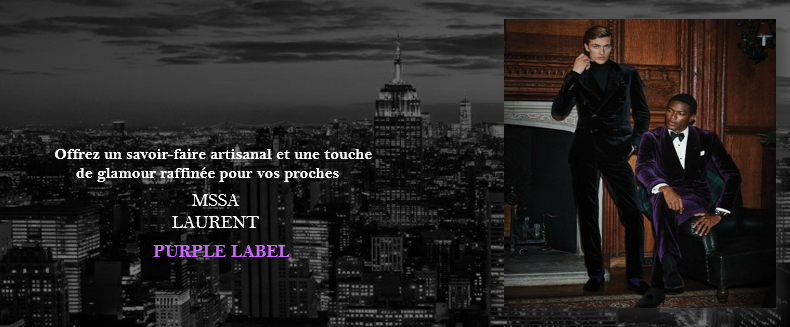 Offrez un savoir-faire artisanal et une touche
de glamour raffinée pour vos proches
MSSA
LAURENT
PURPLE LABEL